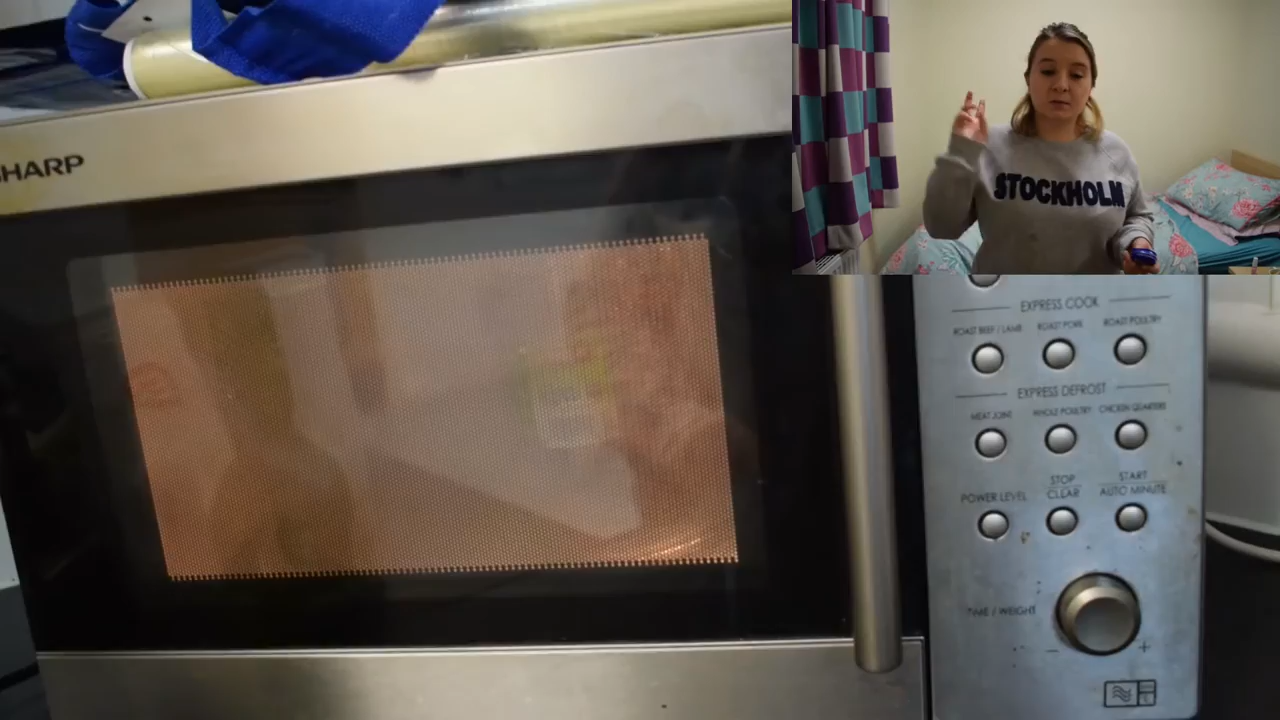 SHARP
STOCKHOLM
EXPRESS COOK
ROAST BEEF / LAMB ROAST PORK ROAST POULTRY
EXPRESS DEFROST
MEAT JOINT WHOLE POULTRY CHICKEN QUARTERS
POWER LEVEL STOP CLEAR START AUTO MINUTE
TIME / WEIGHT
- +